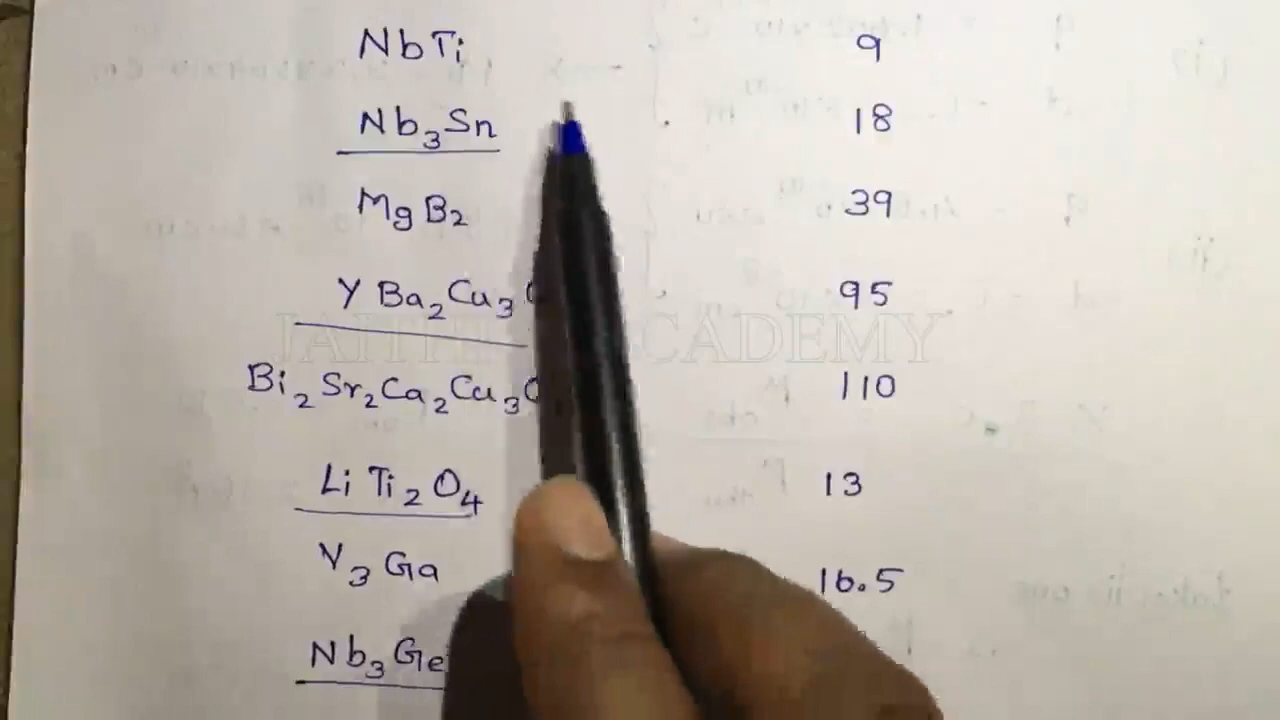 NbTi 9
Nb3Sn 18
MgB2 39
YBa2Cu3 95
Bi2Sr2Ca2Cu3 110
LiTi2O4 13
V3Ga 16.5
Nb3Ge